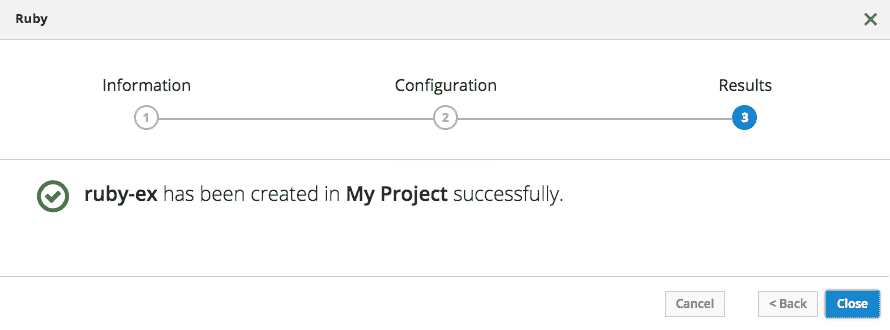 Ruby
Information Configuration Results
1 2 3
ruby-ex has been created in My Project successfully.
Cancel < Back Close